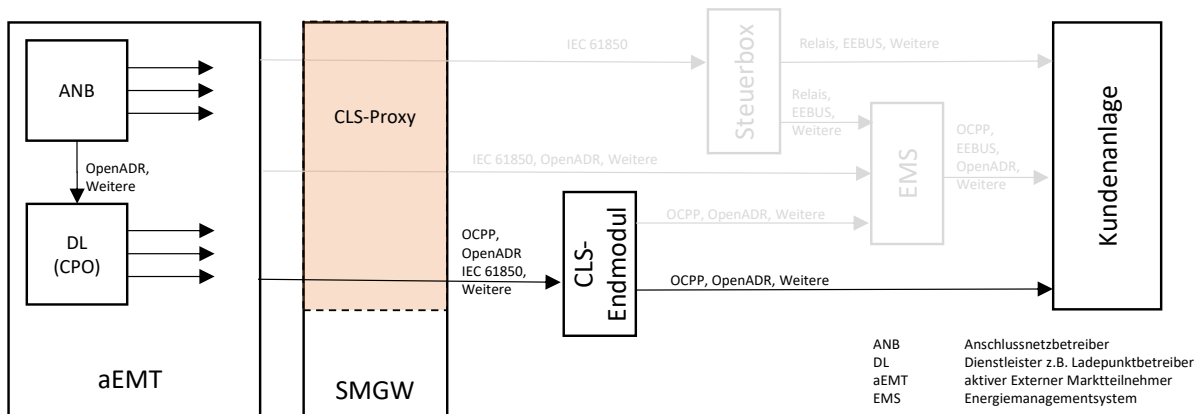 ANB
OpenADR,
Weitere
DL
(CPO)
aEMT
CLS-Proxy
SMGW
IEC 61850
Steuerbox
Relais, EEBUS, Weitere
Relais,
EEBUS,
Weitere
IEC 61850, OpenADR, Weitere
EMS
OCPP,
EEBUS,
OpenADR,
Weitere
OCPP, OpenADR, Weitere
OCPP,
OpenADR
IEC 61850,
Weitere
CLS-
Endmodul
OCPP, OpenADR, Weitere
Kundenanlage
ANB Anschlussnetzbetreiber
DL Dienstleister z.B. Ladepunktbetreiber
aEMT aktiver Externer Marktteilnehmer
EMS Energiemanagementsystem